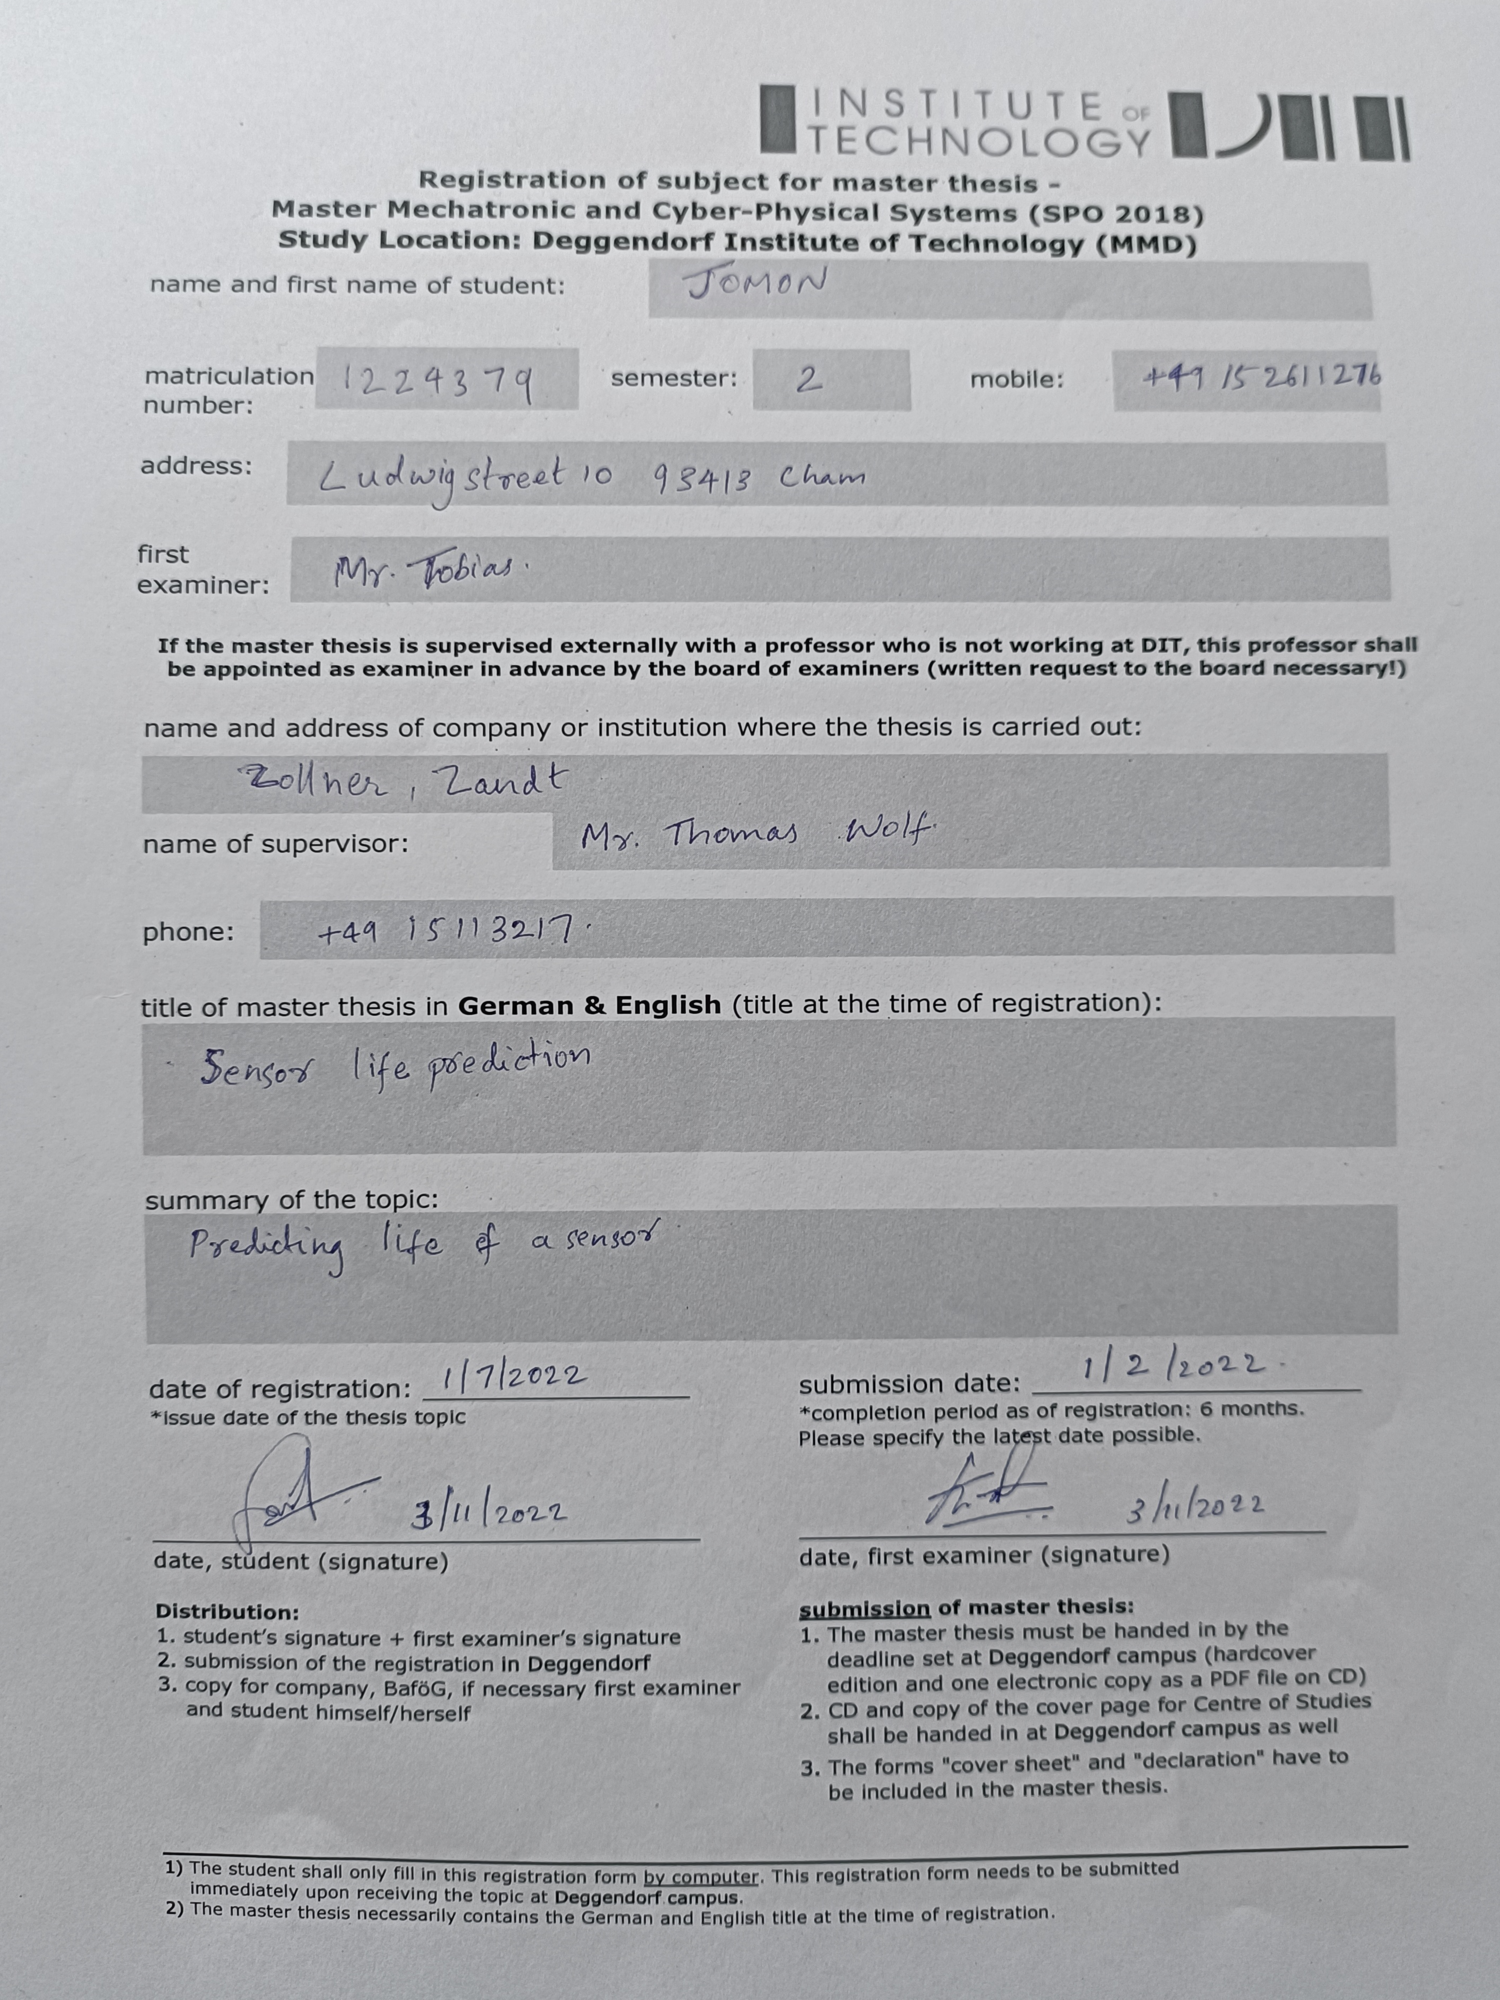 INSTITUTE OF
TECHNOLOGY
Registration of subject for master thesis -
Master Mechatronic and Cyber-Physical Systems (SPO 2018)
Study Location: Deggendorf Institute of Technology (MMD)
name and first name of student: JOMON
matriculation number: 1224379 semester: 2 mobile: +49 15 2611276
address: Ludwigstreet 10 93413 Cham
first examiner: Mr. Tobias.
If the master thesis is supervised externally with a professor who is not working at DIT, this professor shall
be appointed as examiner in advance by the board of examiners (written request to the board necessary!)
name and address of company or institution where the thesis is carried out:
Zollner, Zandt
name of supervisor: Mr. Thomas Wolf.
phone: +49 15113217.
title of master thesis in German & English (title at the time of registration):
Sensor life prediction
summary of the topic:
Predicting life of a sensor
date of registration: 1/7/2022
*issue date of the thesis topic
submission date: 1/2/2022.
*completion period as of registration: 6 months.
Please specify the latest date possible.
3/11/2022
date, student (signature)
3/11/2022
date, first examiner (signature)
Distribution:
1. student's signature + first examiner's signature
2. submission of the registration in Deggendorf
3. copy for company, BaföG, if necessary first examiner
and student himself/herself
submission of master thesis:
1. The master thesis must be handed in by the
deadline set at Deggendorf campus (hardcover
edition and one electronic copy as a PDF file on CD)
2. CD and copy of the cover page for Centre of Studies
shall be handed in at Deggendorf campus as well
3. The forms "cover sheet" and "declaration" have to
be included in the master thesis.
1) The student shall only fill in this registration form by computer. This registration form needs to be submitted
immediately upon receiving the topic at Deggendorf campus.
2) The master thesis necessarily contains the German and English title at the time of registration.